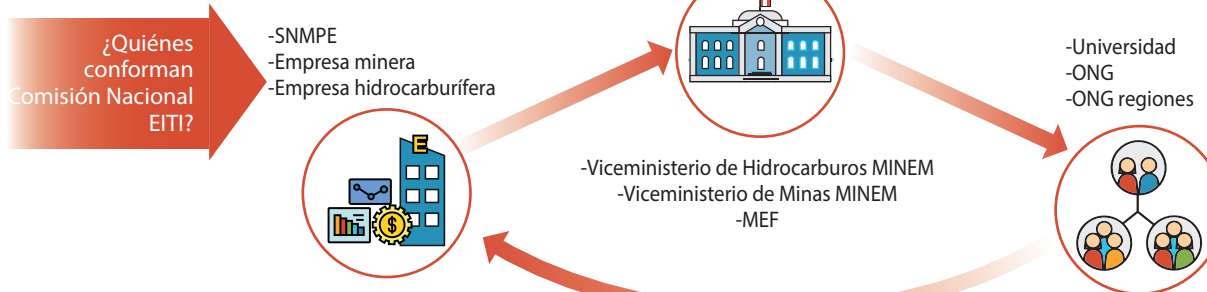 ¿Quiénes
conforman
Comisión Nacional
EITI?
-SNMPE
-Empresa minera
-Empresa hidrocarburífera
E
$
-Viceministerio de Hidrocarburos MINEM
-Viceministerio de Minas MINEM
-MEF
-Universidad
-ONG
-ONG regiones